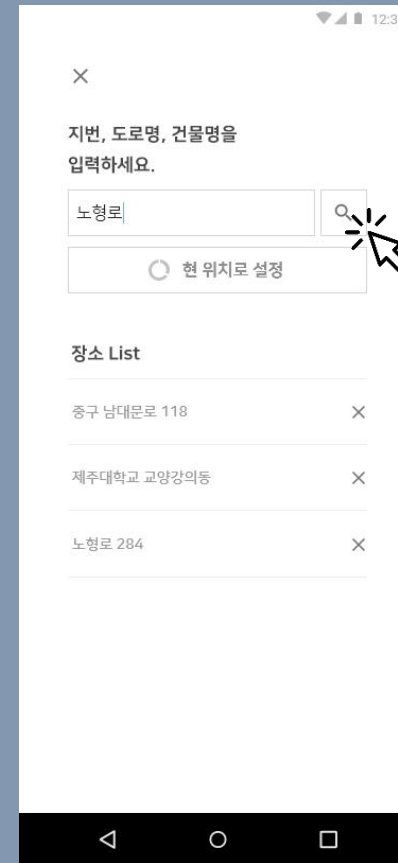 12:3
지번, 도로명, 건물명을
입력하세요.
노형로
현 위치로 설정
장소 List
중구 남대문로 118
제주대학교 교양강의동
노형로 284